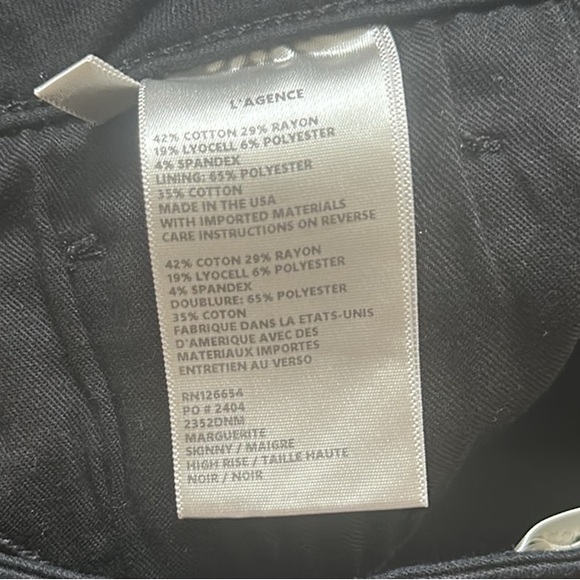 L'AGENCE
42% COTTON 29% RAYON
19% LYOCELL 6% POLYESTER
4% SPANDEX
LINING: 65% POLYESTER
35% COTTON
MADE IN THE USA
WITH IMPORTED MATERIALS
CARE INSTRUCTIONS ON REVERSE
42% COTON 29% RAYON
19% LYOCELL 6% POLYESTER
4% SPANDEX
DOUBLURE: 65% POLYESTER
35% COTON
FABRIQUE DANS LA ETATS-UNIS
D'AMERIQUE AVEC DES
MATERIAUX IMPORTES
ENTRETIEN AU VERSO
RN126654
PO # 2404
2352DNM
MARGUERITE
SKINNY / MAIGRE
HIGH RISE / TAILLE HAUTE
NOIR / NOIR